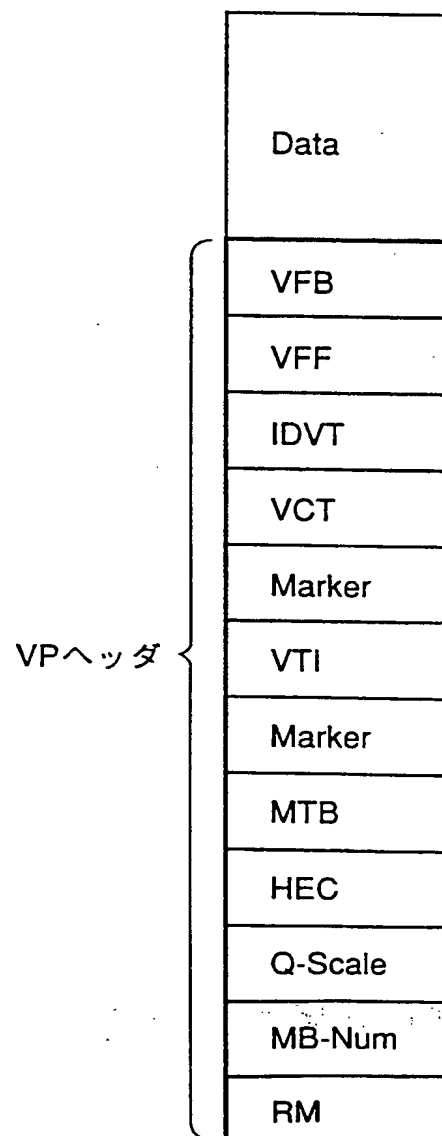 Data
VFB
VFF
IDVT
VCT
Marker
VPヘッダ
VTI
Marker
MTB
HEC
Q-Scale
MB-Num
RM